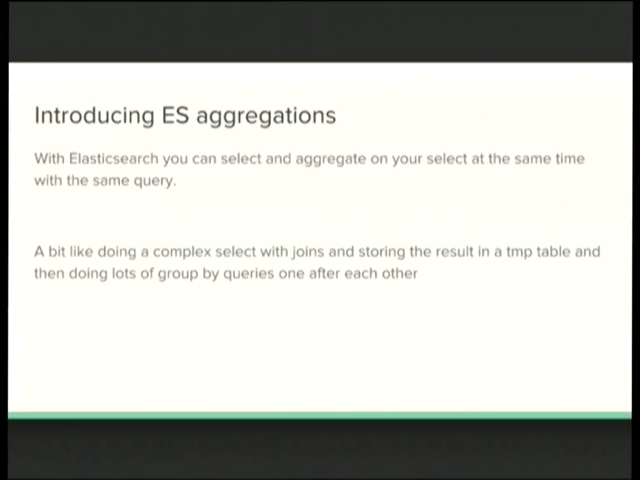 Introducing ES aggregations
With Elasticsearch you can select and aggregate on your select at the same time
with the same query.
A bit like doing a complex select with joins and storing the result in a tmp table and
then doing lots of group by queries one after each other